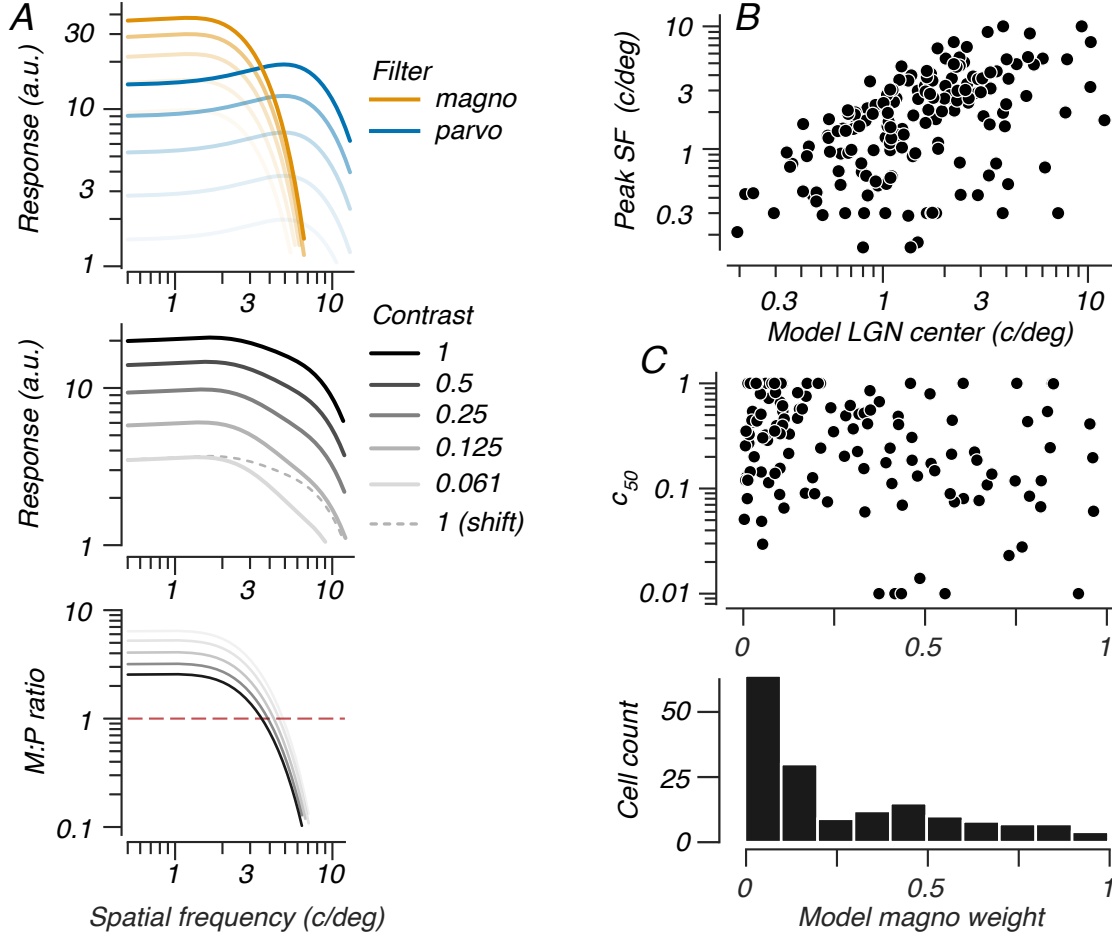 A
Response (a.u.)
30
10
3
1
1
3
10
Filter
magno
parvo
Response (a.u.)
10
1
1
3
10
Contrast
1
0.5
0.25
0.125
0.061
1 (shift)
M:P ratio
10
1
0.1
1
3
10
Spatial frequency (c/deg)
B
Peak SF (c/deg)
10
3
1
0.3
0.3
1
3
10
Model LGN center (c/deg)
C
c50
1
0.1
0.01
0
0.5
1
Cell count
50
25
0
0
0.5
1
Model magno weight